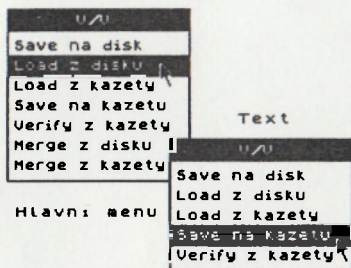 V/V
Save na disk
Load z disku
Load z kazety
Save na kazetu
Verify z kazety
Merge z disku
Merge z kazety
Hlavní menu
Text
V/V
Save na disk
Load z disku
Load z kazety
Save na kazetu
Verify z kazety